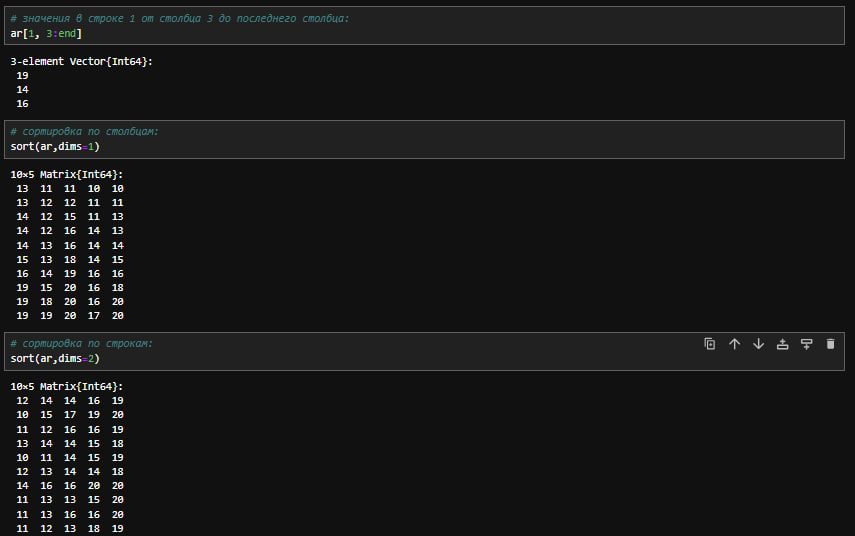 # значения в строке 1 от столбца 3 до последнего столбца:
ar[1, 3:end]
3-element Vector{Int64}:
19
14
16
# сортировка по столбцам:
sort(ar,dims=1)
10×5 Matrix{Int64}:
13 11 11 10 10
13 12 12 11 11
14 12 15 11 13
14 12 16 14 13
14 13 16 14 14
15 13 18 14 15
16 14 19 16 16
19 15 20 16 18
19 18 20 16 20
19 19 20 17 20
# сортировка по строкам:
sort(ar,dims=2)
10×5 Matrix{Int64}:
12 14 14 16 19
10 15 17 19 20
11 12 16 16 19
13 14 14 15 18
10 11 14 15 19
12 13 14 14 18
14 16 16 20 20
11 13 13 15 20
11 13 16 16 20
11 12 13 18 19